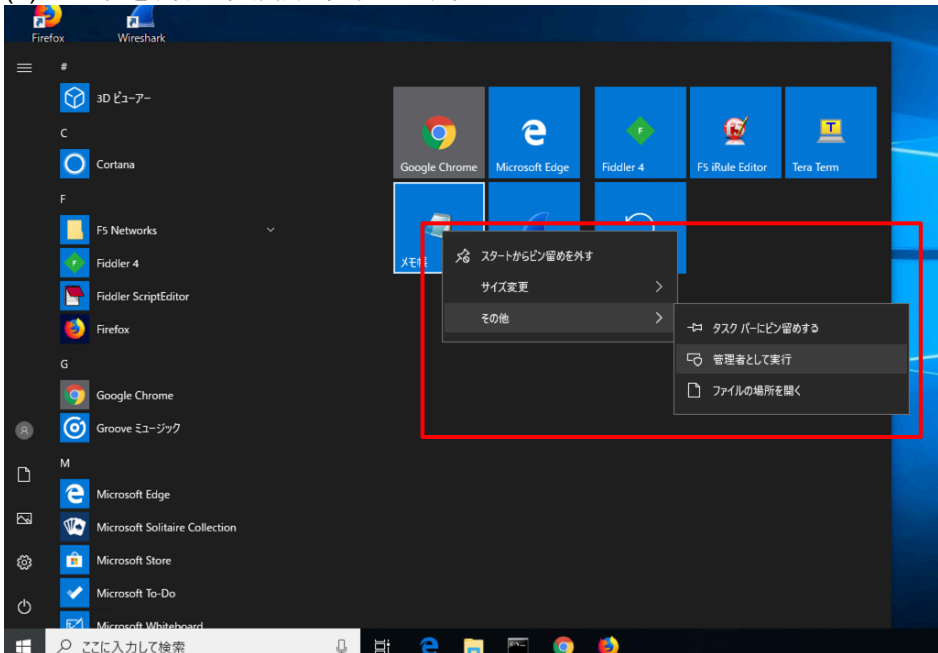 Firefox
Wireshark
#
3D ビューアー
C
Cortana
F
F5 Networks
Fiddler 4
Fiddler ScriptEditor
Firefox
G
Google Chrome
Groove ミュージック
M
Microsoft Edge
Microsoft Solitaire Collection
Microsoft Store
Microsoft To-Do
Microsoft Whiteboard
Google Chrome
Microsoft Edge
Fiddler 4
F5 iRule Editor
Tera Term
メモ帳
スタートからピン留めを外す
サイズ変更
その他
タスク バーにピン留めする
管理者として実行
ファイルの場所を開く
ここに入力して検索